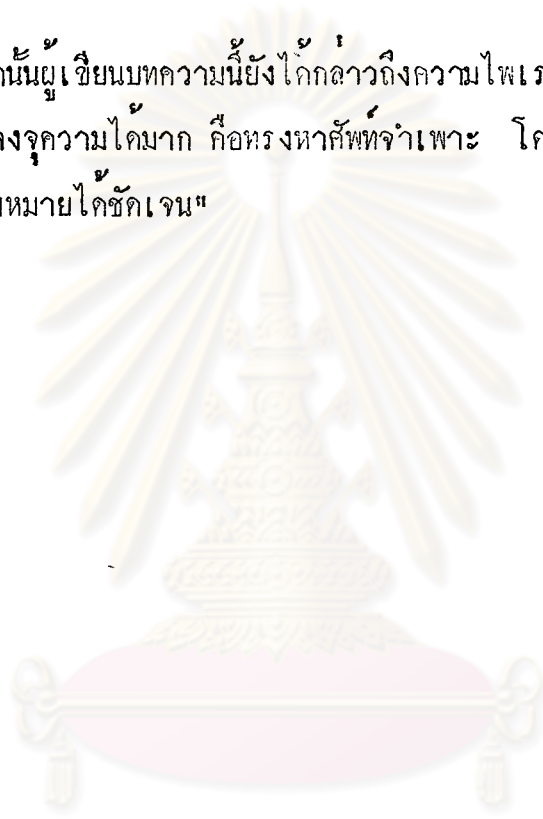 นั้นผู้เขียนบทความนี้ยังได้กล่าวถึงความไพเร
จุความได้มาก คือทรงหาศัพท์จำเพาะ โค
หมายได้ชัดเจน"